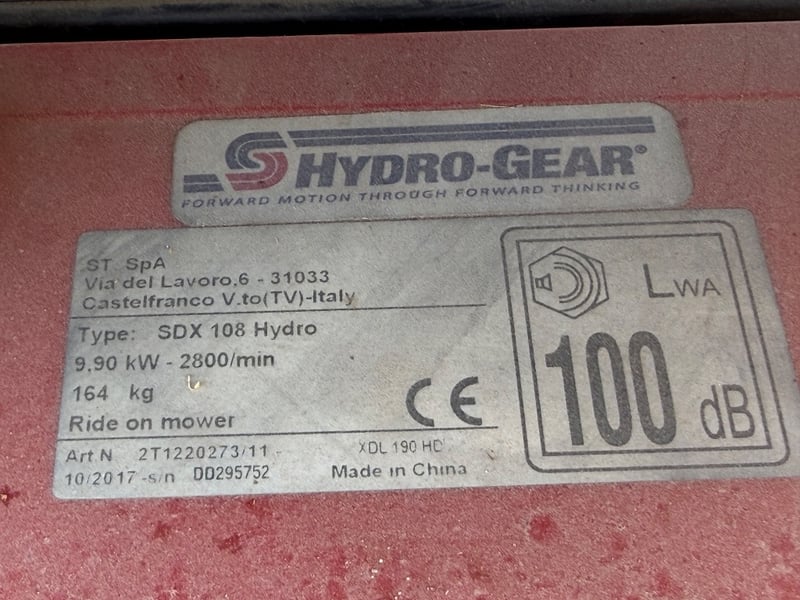 HYDRO-GEAR®
FORWARD MOTION THROUGH FORWARD THINKING
ST. SpA
Via del Lavoro,6 - 31033
Castelfranco V.to(TV)-Italy
Type: SDX 108 Hydro
9.90 kW - 2800/min
164 kg
Ride on mower
CE
Art.N 2T1220273/11 - XDL 190 HD
10/2017 -s/n DD295752 Made in China
LWA
100 dB